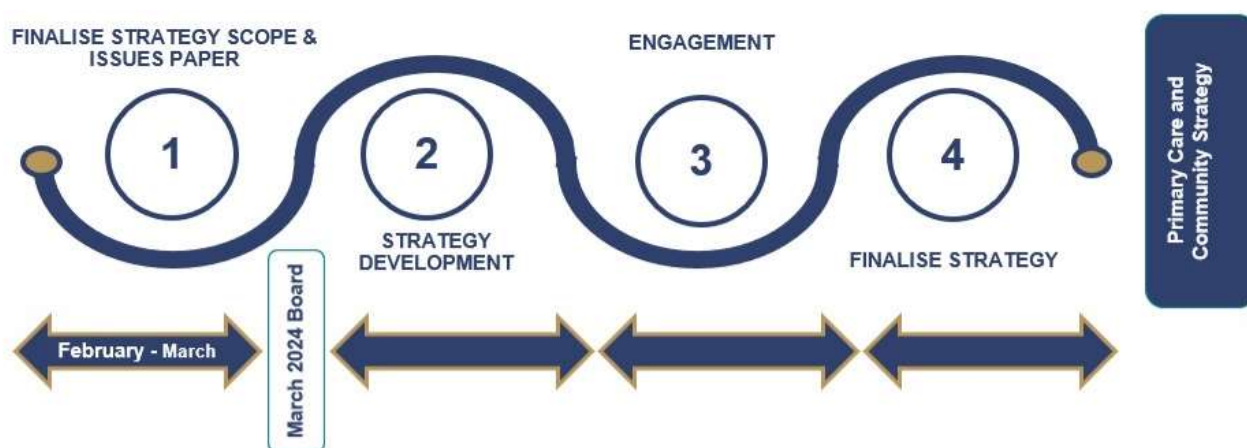 FINALISE STRATEGY SCOPE &
ISSUES PAPER
1
2
STRATEGY
DEVELOPMENT
ENGAGEMENT
3
4
FINALISE STRATEGY
Primary Care and
Community Strategy
February - March
March 2024 Board